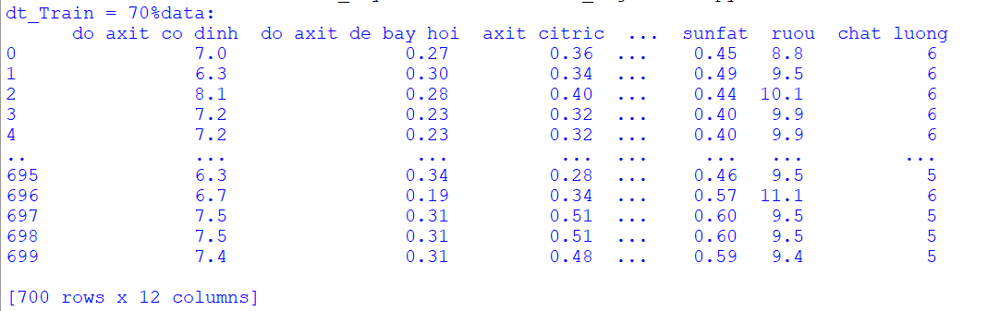 dt_Train = 70%data:
do axit co dinh do axit de bay hoi axit citric ... sunfat ruou chat luong
0 7.0 0.27 0.36 ... 0.45 8.8 6
1 6.3 0.30 0.34 ... 0.49 9.5 6
2 8.1 0.28 0.40 ... 0.44 10.1 6
3 7.2 0.23 0.32 ... 0.40 9.9 6
4 7.2 0.23 0.32 ... 0.40 9.9 6
.. ... ... ... ... ... ... ...
695 6.3 0.34 0.28 ... 0.46 9.5 5
696 6.7 0.19 0.34 ... 0.57 11.1 6
697 7.5 0.31 0.51 ... 0.60 9.5 5
698 7.5 0.31 0.51 ... 0.60 9.5 5
699 7.4 0.31 0.48 ... 0.59 9.4 5
[700 rows x 12 columns]